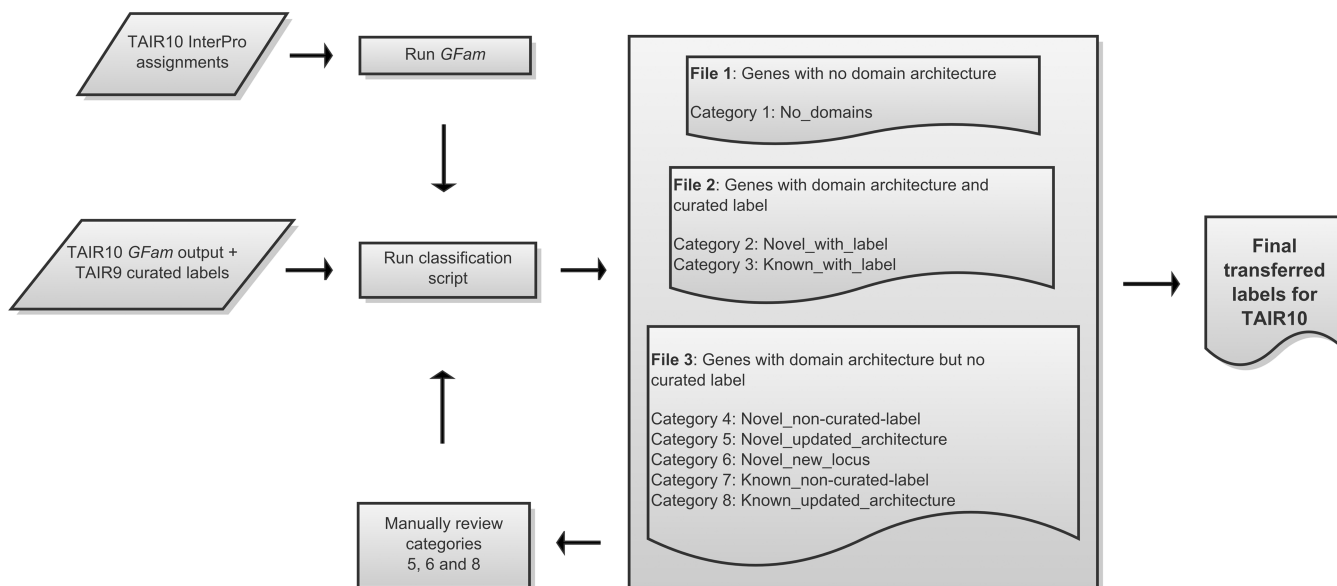 TAIR10 InterPro
assignments
Run GFam
TAIR10 GFam output +
TAIR9 curated labels
Run classification
script
Manually review
categories
5, 6 and 8
File 1: Genes with no domain architecture
Category 1: No_domains
File 2: Genes with domain architecture and
curated label
Category 2: Novel_with_label
Category 3: Known_with_label
File 3: Genes with domain architecture but no
curated label
Category 4: Novel_non-curated-label
Category 5: Novel_updated_architecture
Category 6: Novel_new_locus
Category 7: Known_non-curated-label
Category 8: Known_updated_architecture
Final
transferred
labels for
TAIR10